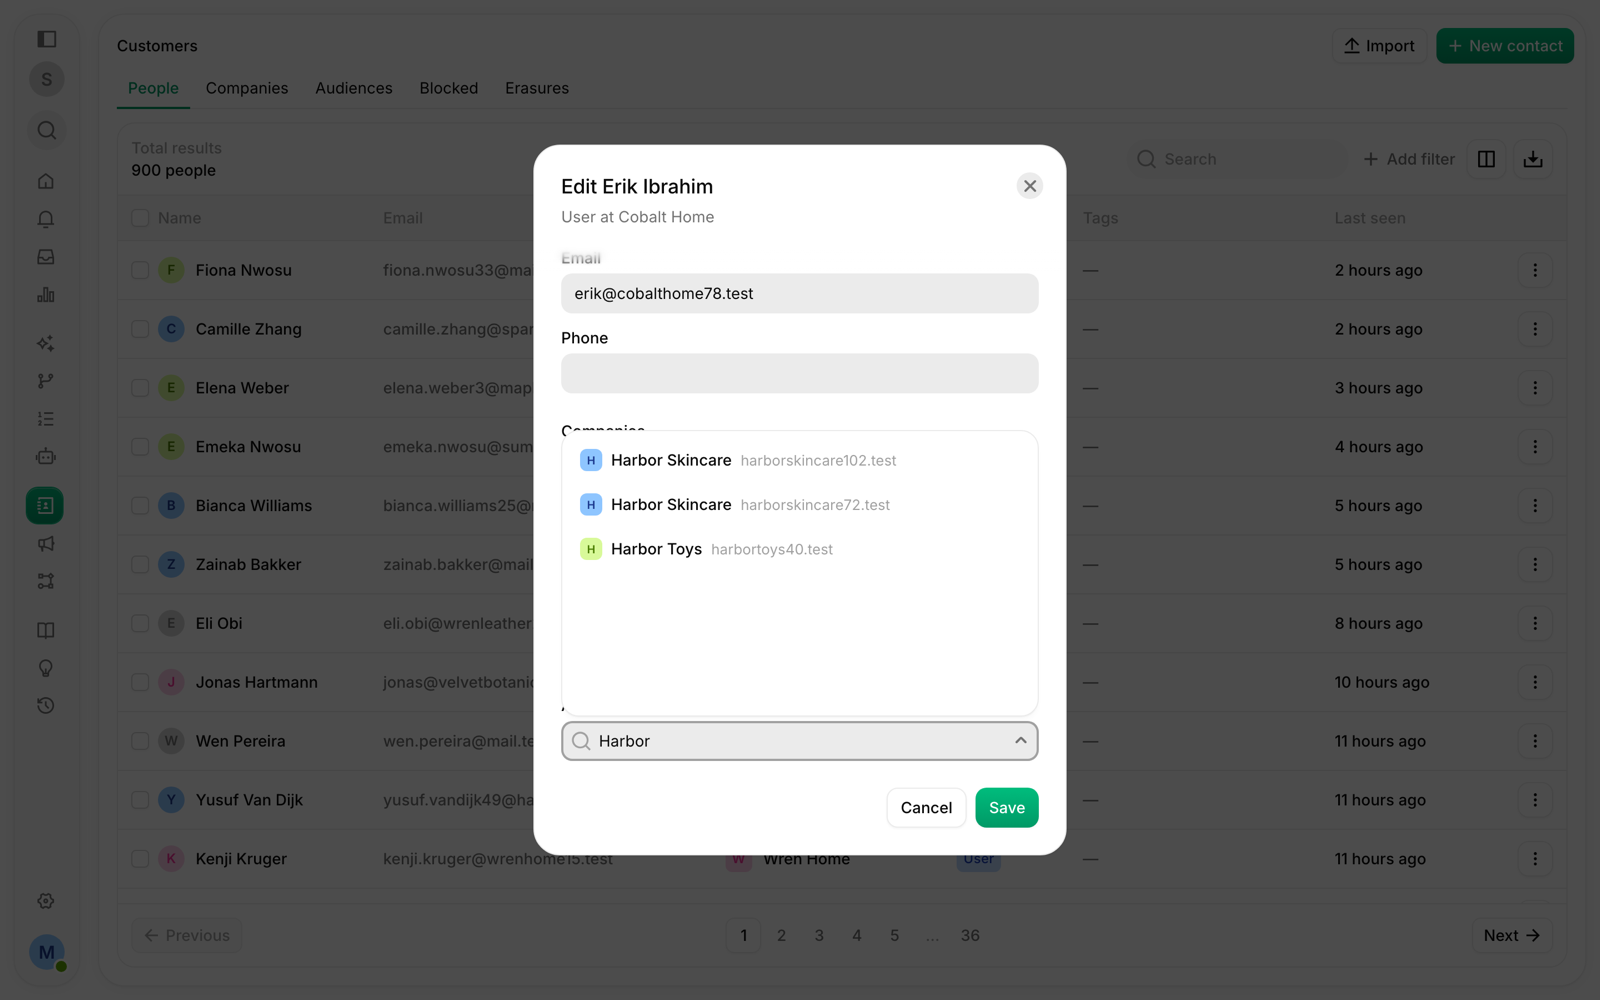 Customers
Import
New contact
People
Companies
Audiences
Blocked
Erasures
Total results
900 people
Search
Add filter
Name
Email
Tags
Last seen
F
Fiona Nwosu
fiona.nwosu33@ma
—
2 hours ago
C
Camille Zhang
camille.zhang@spar
—
2 hours ago
E
Elena Weber
elena.weber3@map
—
3 hours ago
E
Emeka Nwosu
emeka.nwosu@sum
—
4 hours ago
B
Bianca Williams
bianca.williams25@
—
5 hours ago
Z
Zainab Bakker
zainab.bakker@mail
—
5 hours ago
E
Eli Obi
eli.obi@wrenleather
—
8 hours ago
J
Jonas Hartmann
jonas@velvetbotanic
—
10 hours ago
W
Wen Pereira
wen.pereira@mail.te
—
11 hours ago
Y
Yusuf Van Dijk
yusuf.vandijk49@ha
—
11 hours ago
K
Kenji Kruger
kenji.kruger@wrenhome15.test
W
Wren Home
User
—
11 hours ago
Previous
1
2
3
4
5
...
36
Next
S
M
Edit Erik Ibrahim
User at Cobalt Home
Email
erik@cobalthome78.test
Phone
Companies
H
Harbor Skincare
harborskincare102.test
H
Harbor Skincare
harborskincare72.test
H
Harbor Toys
harbortoys40.test
Harbor
Cancel
Save